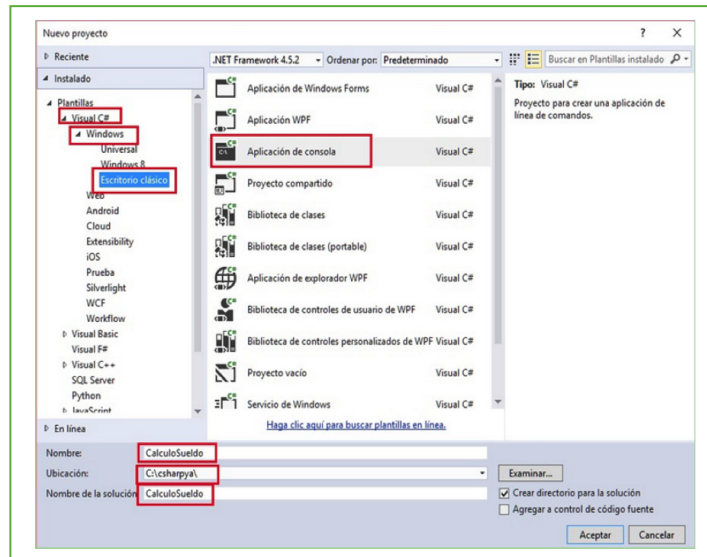 Nuevo proyecto
? X
Reciente
.NET Framework 4.5.2
Ordenar por: Predeterminado
Buscar en Plantillas instalado
Instalado
Plantillas
Visual C#
Windows
Universal
Windows 8
Escritorio clásico
Web
Android
Cloud
Extensibility
iOS
Prueba
Silverlight
WCF
Workflow
Visual Basic
Visual F#
Visual C++
SQL Server
Python
JavaScript
En línea
Aplicación de Windows Forms Visual C#
Aplicación WPF Visual C#
Aplicación de consola Visual C#
Proyecto compartido Visual C#
Biblioteca de clases Visual C#
Biblioteca de clases (portable) Visual C#
Aplicación de explorador WPF Visual C#
Biblioteca de controles de usuario de WPF Visual C#
Biblioteca de controles personalizados de WPF Visual C#
Proyecto vacío Visual C#
Servicio de Windows Visual C#
Haga clic aquí para buscar plantillas en línea.
Tipo: Visual C#
Proyecto para crear una aplicación de
línea de comandos.
Nombre: CalculoSueldo
Ubicación: C:\csharpya\
Examinar...
Nombre de la solución CalculoSueldo
Crear directorio para la solución
Agregar a control de código fuente
Aceptar Cancelar